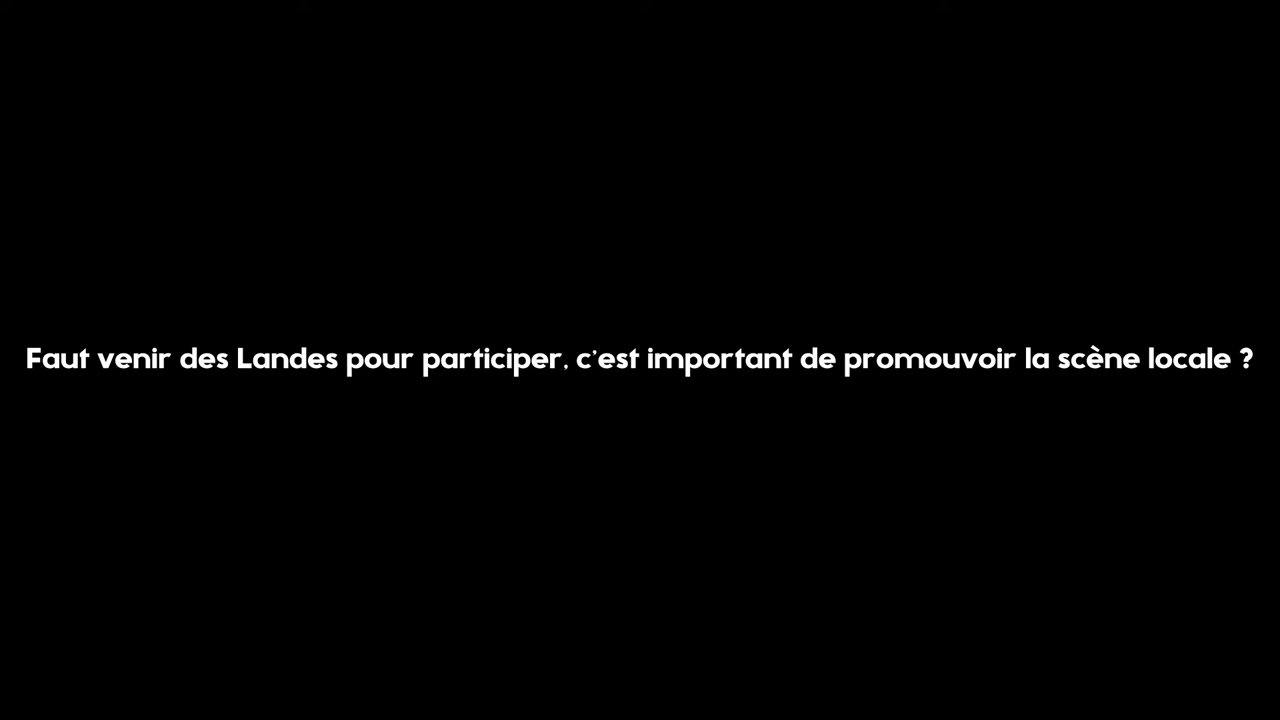 Faut venir des Landes pour participer, c'est important de promouvoir la scène locale ?